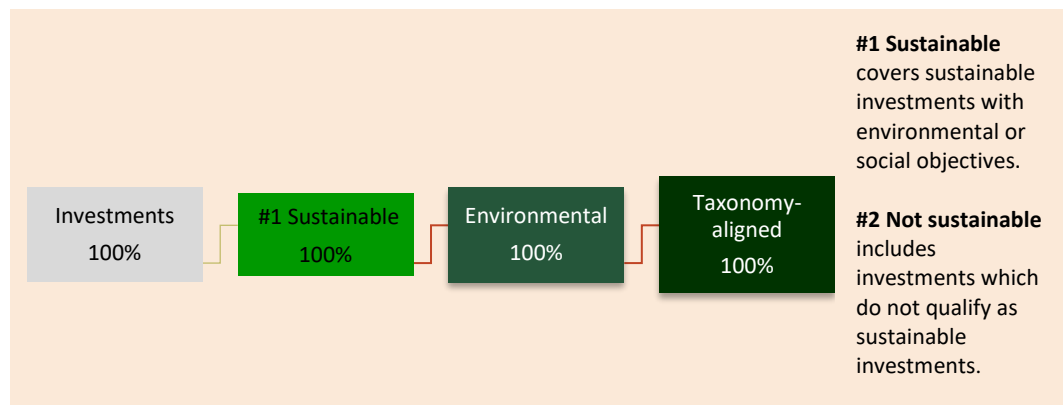 Investments
100%
#1 Sustainable
100%
Environmental
100%
Taxonomy-
aligned
100%
#1 Sustainable
covers sustainable
investments with
environmental or
social objectives.
#2 Not sustainable
includes
investments which
do not qualify as
sustainable
investments.